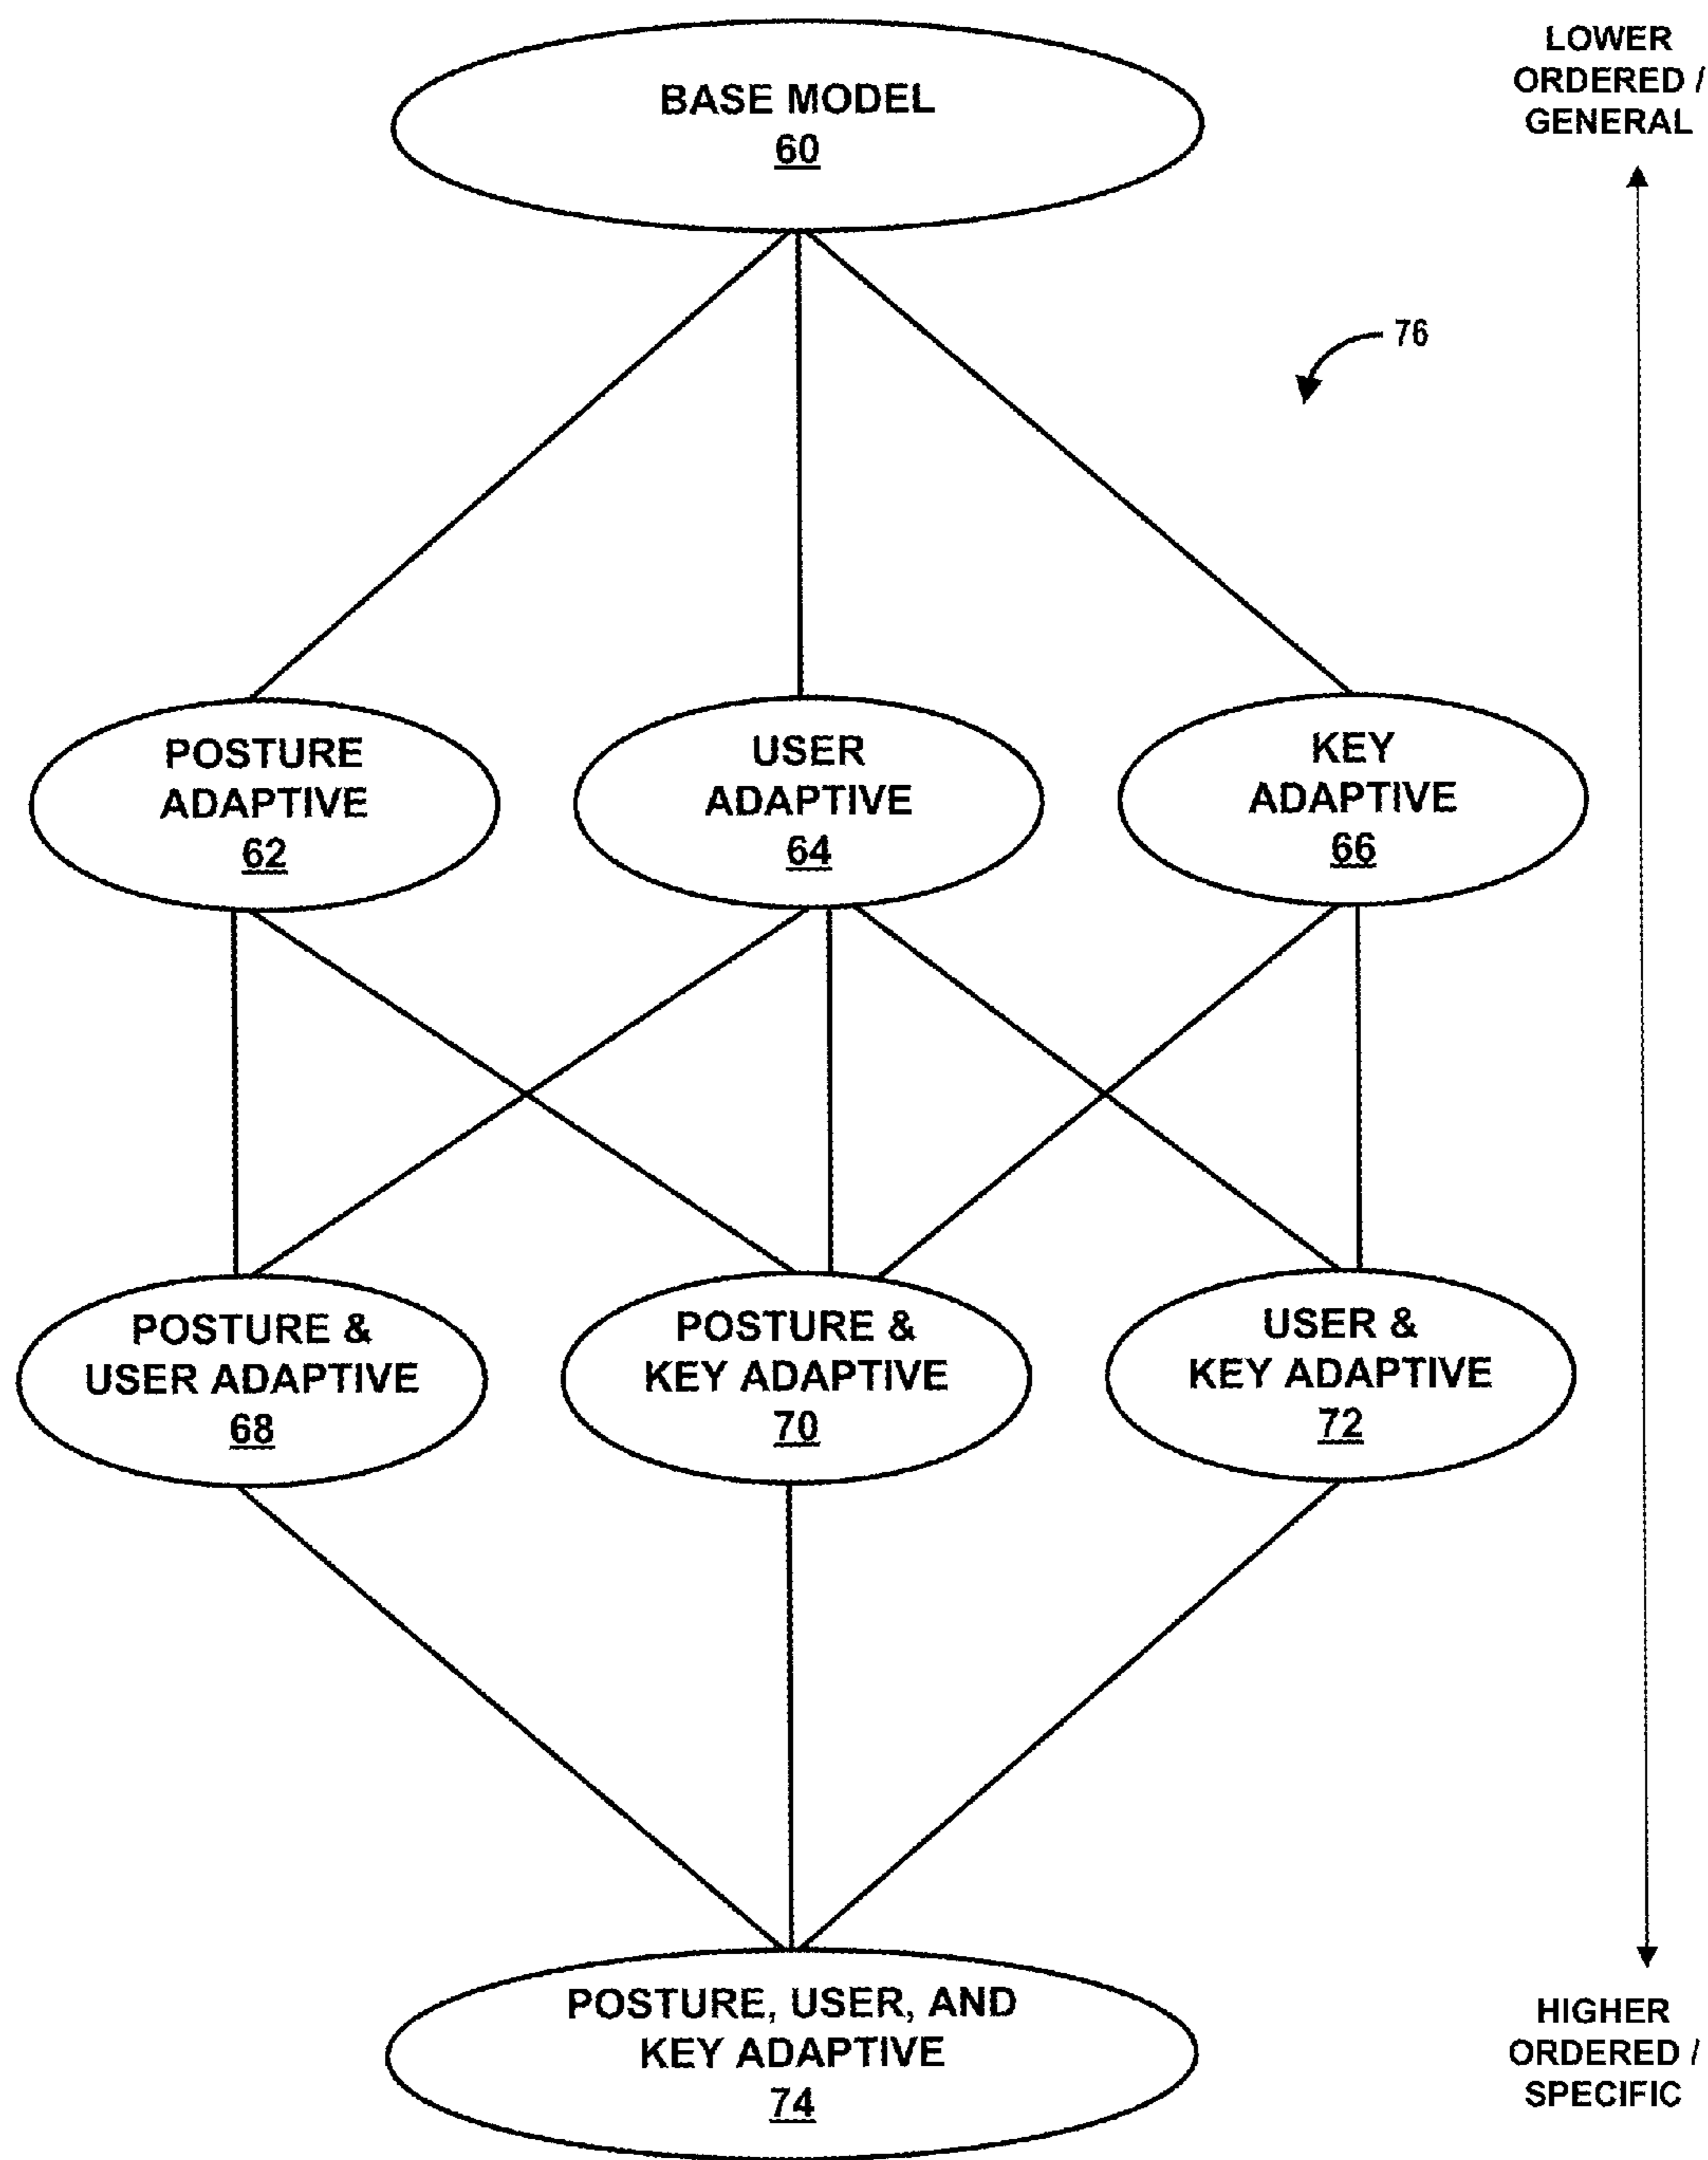 BASE MODEL
60
LOWER
ORDERED /
GENERAL
76
POSTURE
ADAPTIVE
62
USER
ADAPTIVE
64
KEY
ADAPTIVE
66
POSTURE &
USER ADAPTIVE
68
POSTURE &
KEY ADAPTIVE
70
USER &
KEY ADAPTIVE
72
POSTURE, USER, AND
KEY ADAPTIVE
74
HIGHER
ORDERED /
SPECIFIC